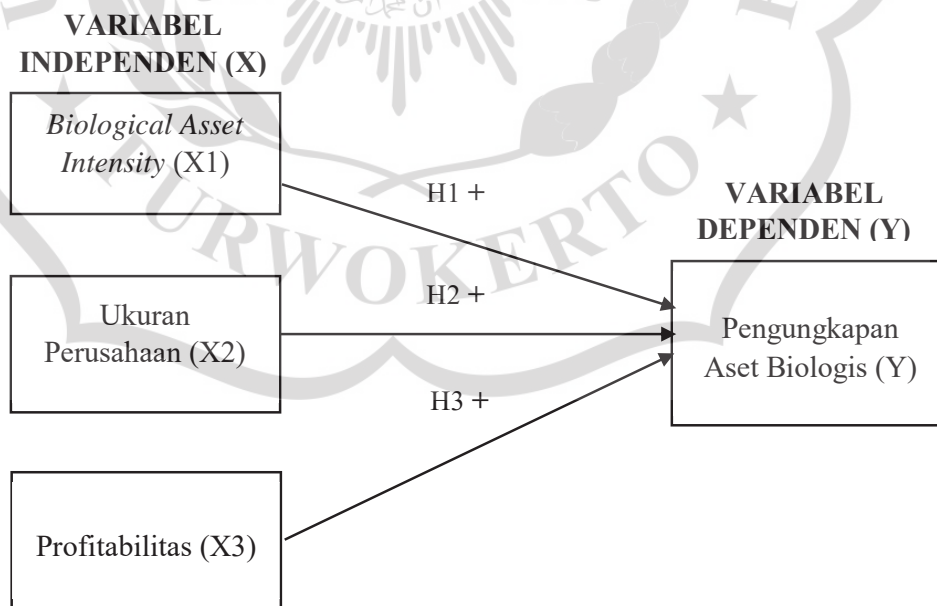 VARIABEL
INDEPENDEN (X)
Biological Asset
Intensity (X1)
H1 +
VARIABEL
DEPENDEN (Y)
Ukuran
Perusahaan (X2)
H2 +
Pengungkapan
Aset Biologis (Y)
H3 +
Profitabilitas (X3)
PURWOKERTO